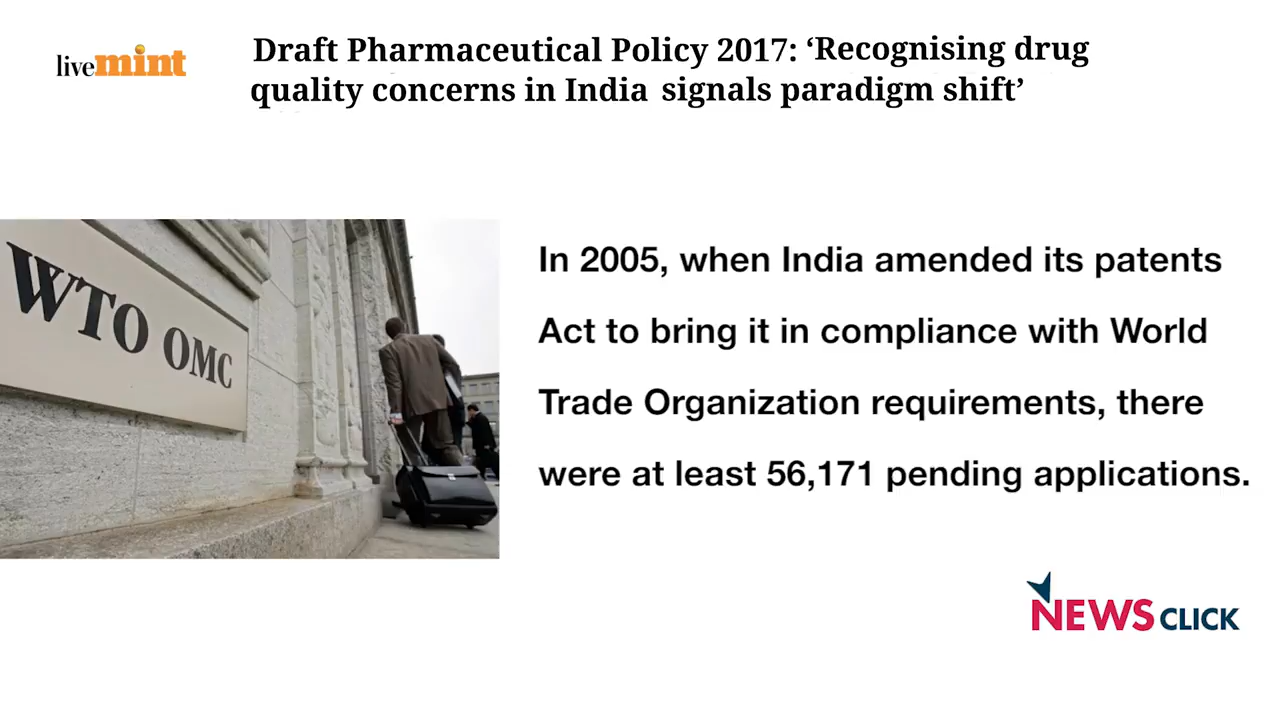 livemint
Draft Pharmaceutical Policy 2017: ‘Recognising drug
quality concerns in India signals paradigm shift’
WTO OMC
In 2005, when India amended its patents
Act to bring it in compliance with World
Trade Organization requirements, there
were at least 56,171 pending applications.
NEWSCLICK